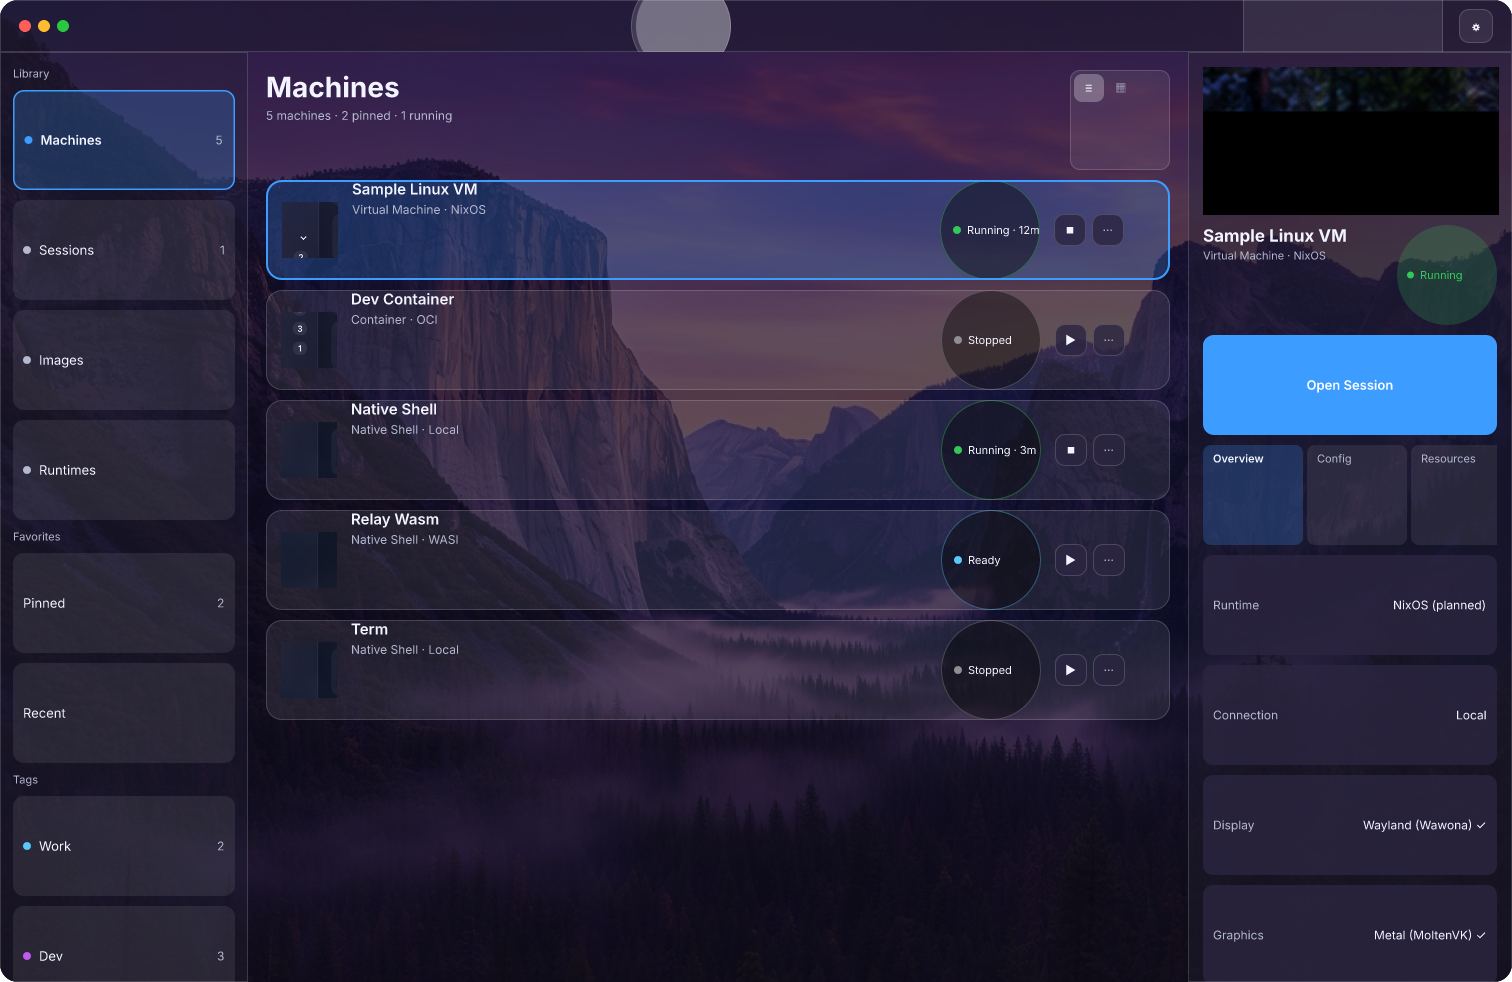 Library
Machines 5
Sessions 1
Images
Runtimes
Favorites
Pinned 2
Recent
Tags
Work 2
Dev 3
Machines
5 machines · 2 pinned · 1 running
Sample Linux VM
Virtual Machine · NixOS
Running · 12m
Dev Container
Container · OCI
3
1
Stopped
Native Shell
Native Shell · Local
Running · 3m
Relay Wasm
Native Shell · WASI
Ready
Term
Native Shell · Local
Stopped
Sample Linux VM
Virtual Machine · NixOS
Running
Open Session
Overview Config Resources
Runtime NixOS (planned)
Connection Local
Display Wayland (Wawona) ✓
Graphics Metal (MoltenVK) ✓